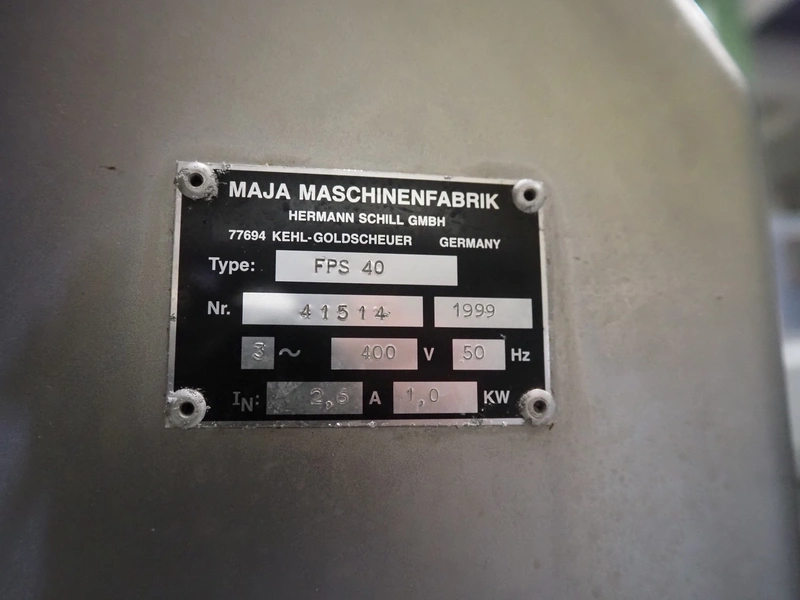 MAJA MASCHINENFABRIK
HERMANN SCHILL GMBH
77694 KEHL-GOLDSCHEUER GERMANY
Type: FPS 40
Nr. 41514 1999
3 ~ 400 V 50 Hz
IN: 2,6 A 1,0 KW